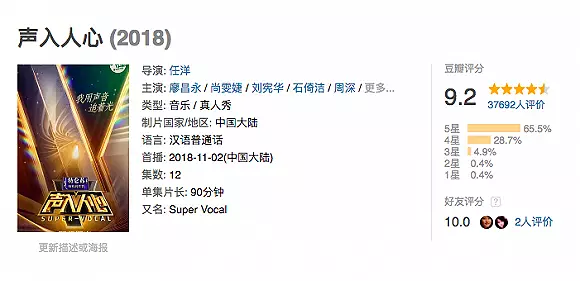 声入人心 (2018)
我用声音
追着光
声入人心
SUPER-VOCAL
更新描述或海报
导演: 任洋
主演: 廖昌永 / 尚雯婕 / 刘宪华 / 石倚洁 / 周深 / 更多...
类型: 音乐 / 真人秀
制片国家/地区: 中国大陆
语言: 汉语普通话
首播: 2018-11-02(中国大陆)
集数: 12
单集片长: 90分钟
又名: Super Vocal
豆瓣评分
9.2
37692人评价
5星 65.5%
4星 28.7%
3星 4.9%
2星 0.4%
1星 0.4%
好友评分 ?
10.0 2人评价